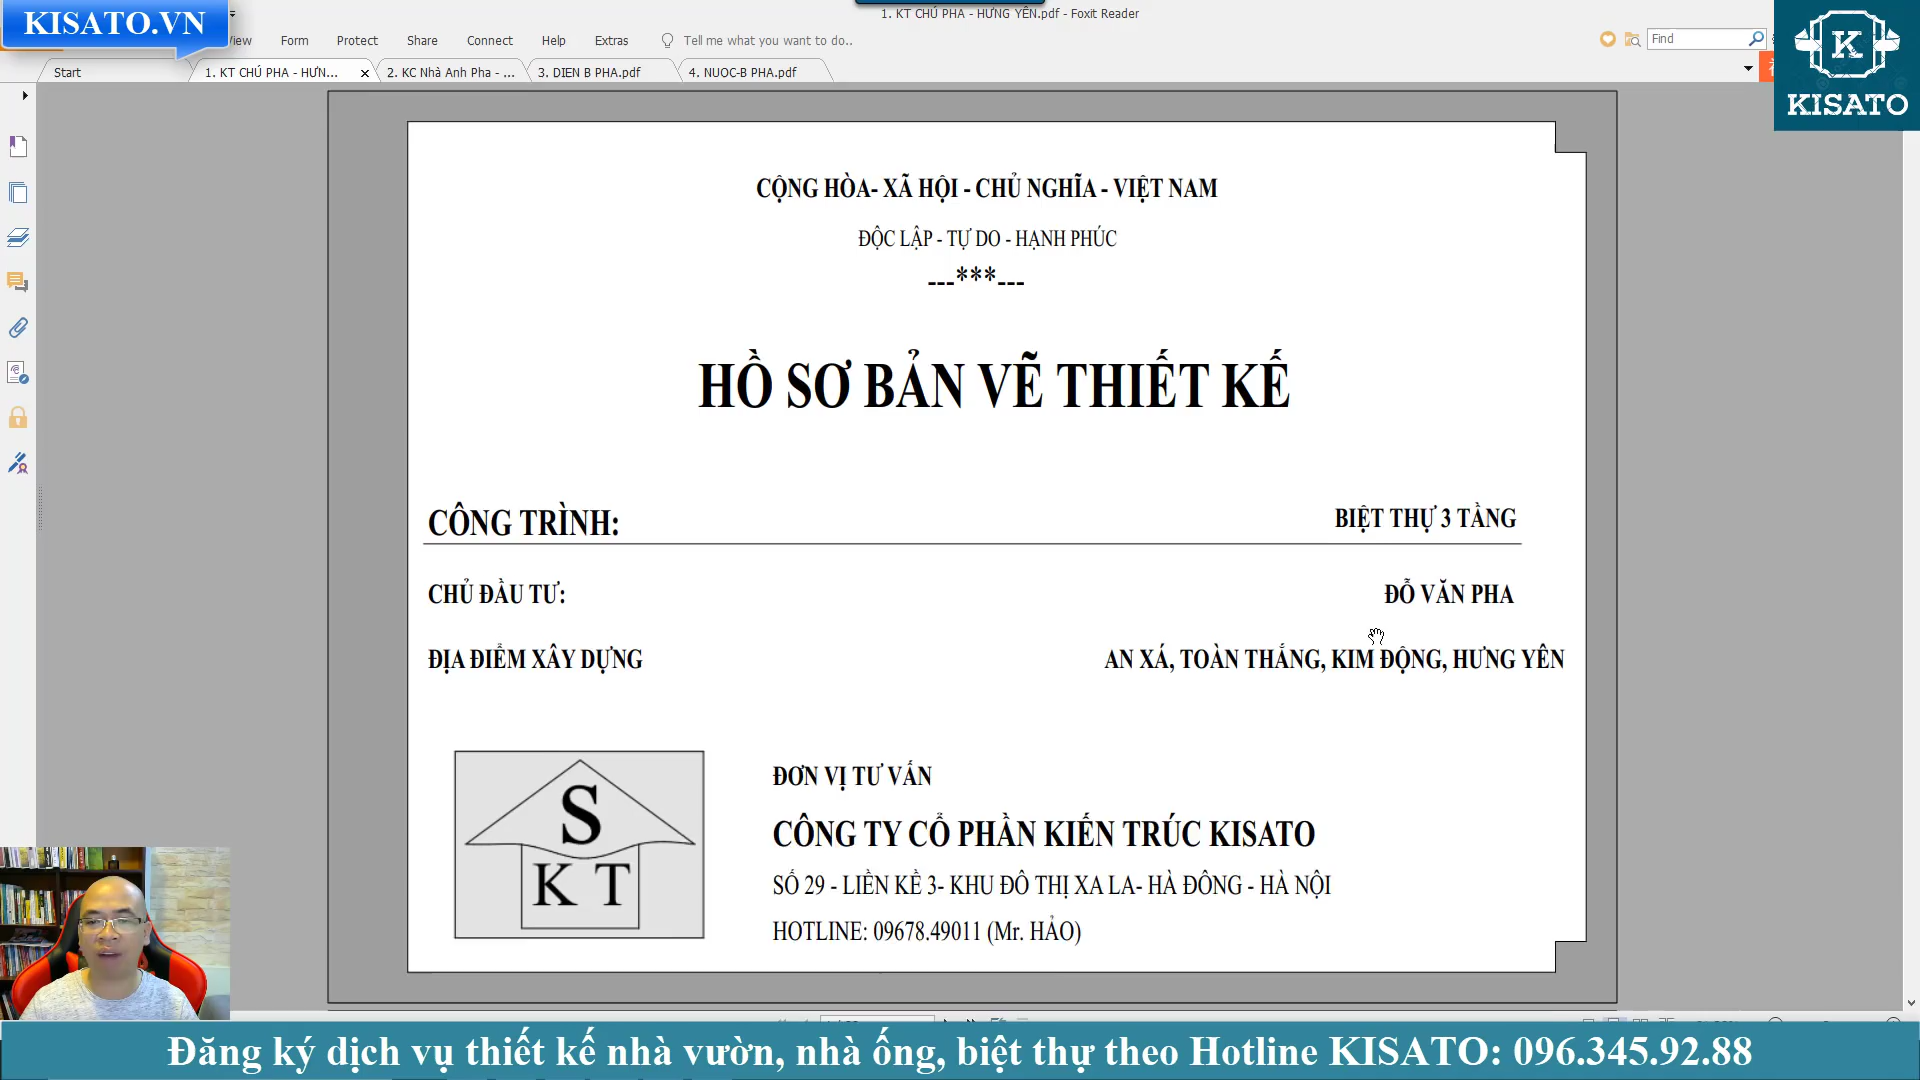 KISATO.VN
1. KT CHÚ PHA - HƯNG YÊN.pdf - Foxit Reader
View Form Protect Share Connect Help Extras Tell me what you want to do..
Find
Start
1. KT CHÚ PHA - HƯN...
2. KC Nhà Anh Pha - ...
3. DIEN B PHA.pdf
4. NUOC-B PHA.pdf
K
KISATO
CỘNG HÒA- XÃ HỘI - CHỦ NGHĨA - VIỆT NAM
ĐỘC LẬP - TỰ DO - HẠNH PHÚC
---***---
HỒ SƠ BẢN VẼ THIẾT KẾ
CÔNG TRÌNH: BIỆT THỰ 3 TẦNG
CHỦ ĐẦU TƯ: ĐỖ VĂN PHA
ĐỊA ĐIỂM XÂY DỰNG AN XÁ, TOÀN THẮNG, KIM ĐỘNG, HƯNG YÊN
S
K T
ĐƠN VỊ TƯ VẤN
CÔNG TY CỔ PHẦN KIẾN TRÚC KISATO
SỐ 29 - LIỀN KỀ 3- KHU ĐÔ THỊ XA LA- HÀ ĐÔNG - HÀ NỘI
HOTLINE: 09678.49011 (Mr. HẢO)
Đăng ký dịch vụ thiết kế nhà vườn, nhà ống, biệt thự theo Hotline KISATO: 096.345.92.88